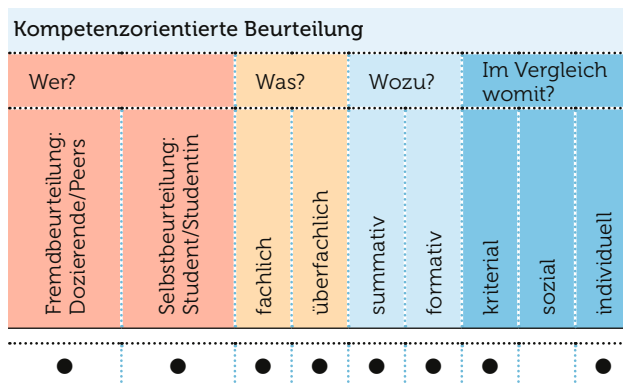 Kompetenzorientierte Beurteilung
Wer?
Was?
Wozu?
Im Vergleich
womit?
Fremdbeurteilung:
Dozierende/Peers
Selbstbeurteilung:
Student/Studentin
fachlich
überfachlich
summativ
formativ
kriterial
sozial
individuell